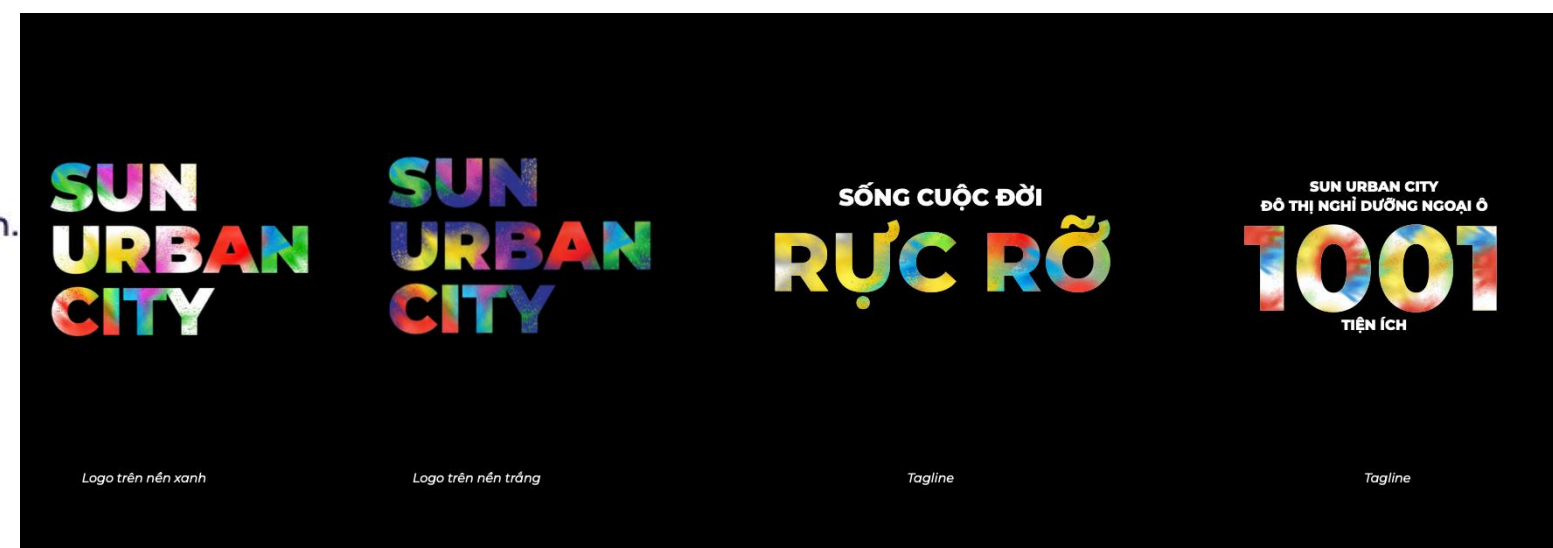 SUN
URBAN
CITY
Logo trên nền xanh
SUN
URBAN
CITY
Logo trên nền trắng
SỐNG CUỘC ĐỜI
RỰC RỠ
Tagline
SUN URBAN CITY
ĐÔ THỊ NGHỈ DƯỠNG NGOẠI Ô
1001
TIỆN ÍCH
Tagline